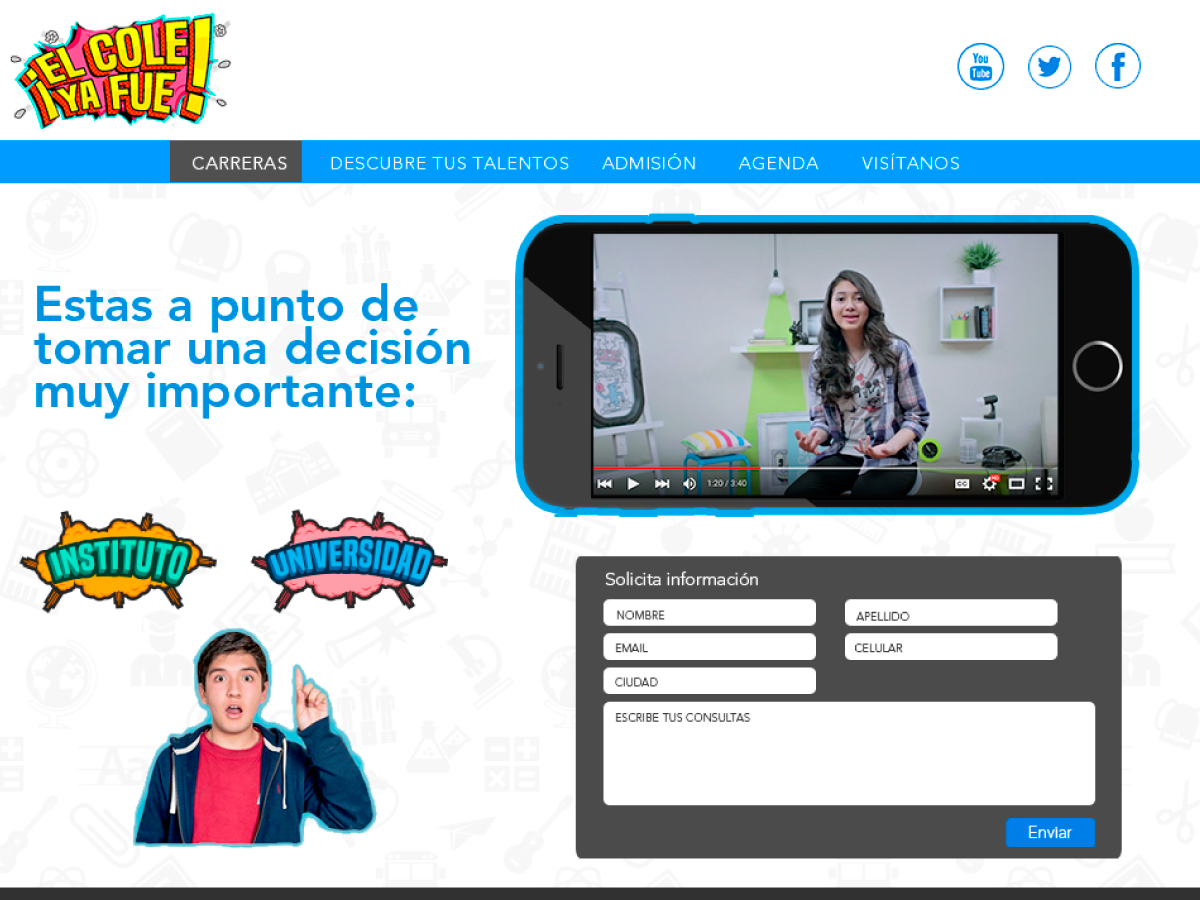 ¡EL COLE
YA FUE!
You
Tube
CARRERAS
DESCUBRE TUS TALENTOS
ADMISIÓN
AGENDA
VISÍTANOS
Estas a punto de
tomar una decisión
muy importante:
1:20 / 3:40
CC
HD
INSTITUTO
UNIVERSIDAD
Solicita información
NOMBRE
APELLIDO
EMAIL
CELULAR
CIUDAD
ESCRIBE TUS CONSULTAS
Enviar